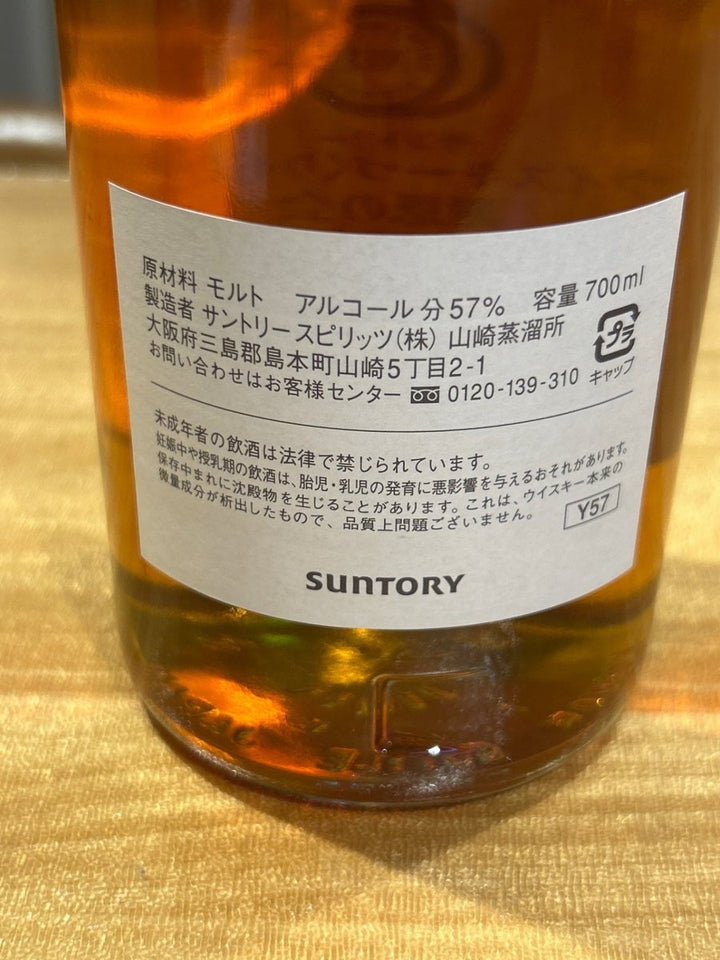 原材料 モルト アルコール分57% 容量700ml
製造者 サントリースピリッツ(株) 山崎蒸溜所
大阪府三島郡島本町山崎5丁目2-1
お問い合わせはお客様センター 0120-139-310
プラ
キャップ
未成年者の飲酒は法律で禁じられています。
妊娠中や授乳期の飲酒は、胎児・乳児の発育に悪影響を与えるおそれがあります。
保存中まれに沈殿物を生じることがあります。これは、ウイスキー本来の
微量成分が析出したもので、品質上問題ございません。
Y57
SUNTORY